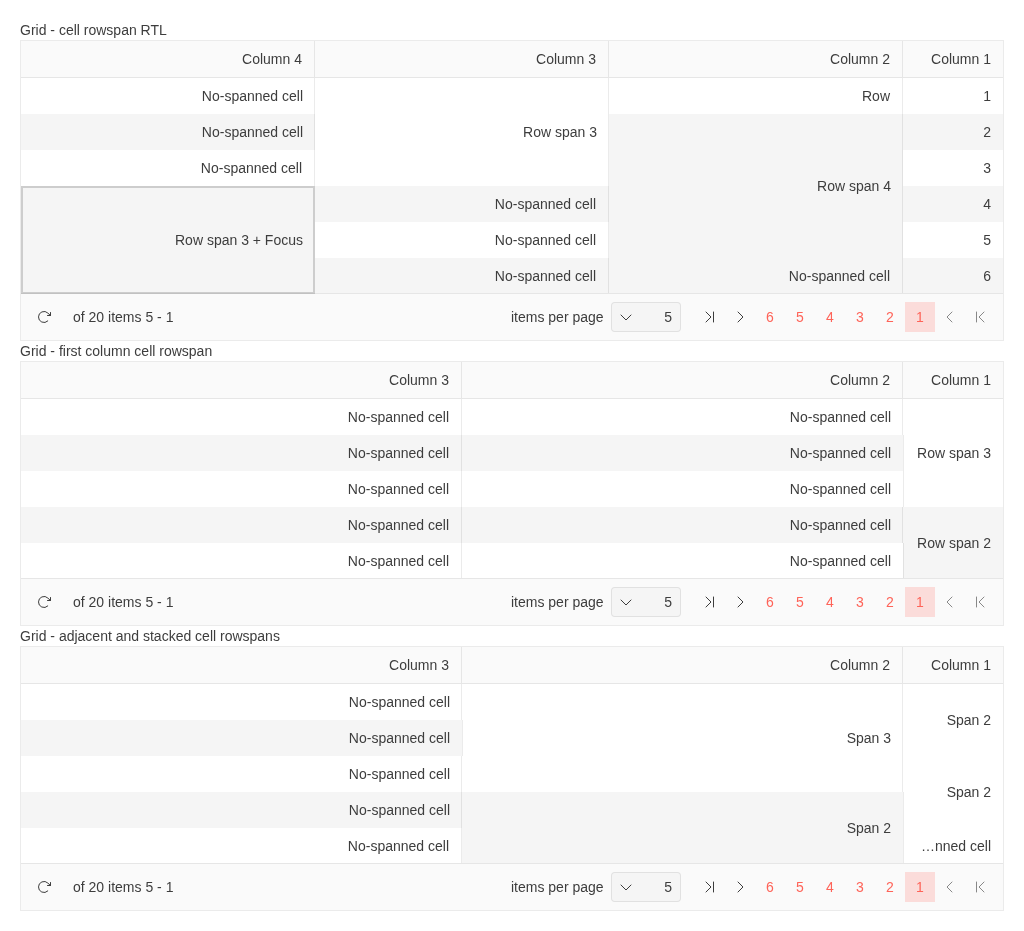 Grid - cell rowspan RTL
Column 1 Column 2 Column 3 Column 4
1 Row Row span 3 No-spanned cell
2 Row span 4 No-spanned cell
3 No-spanned cell
4 No-spanned cell Row span 3 + Focus
5 No-spanned cell
6 No-spanned cell No-spanned cell
1 2 3 4 5 6 5 items per page 1 - 5 of 20 items
Grid - first column cell rowspan
Column 1 Column 2 Column 3
Row span 3 No-spanned cell No-spanned cell
No-spanned cell No-spanned cell
No-spanned cell No-spanned cell
Row span 2 No-spanned cell No-spanned cell
No-spanned cell No-spanned cell
1 2 3 4 5 6 5 items per page 1 - 5 of 20 items
Grid - adjacent and stacked cell rowspans
Column 1 Column 2 Column 3
Span 2 Span 3 No-spanned cell
No-spanned cell
Span 2 No-spanned cell
Span 2 No-spanned cell
...nned cell No-spanned cell
1 2 3 4 5 6 5 items per page 1 - 5 of 20 items